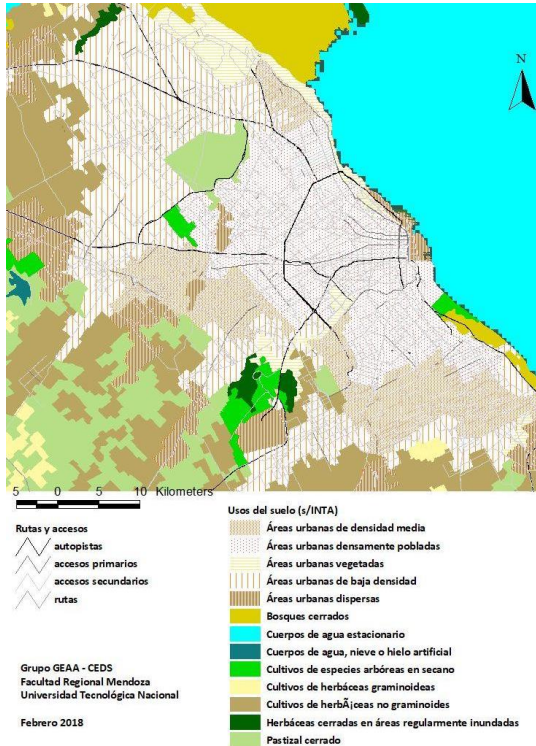 N
5 0 5 10 Kilometers
Rutas y accesos
autopistas
accesos primarios
accesos secundarios
rutas
Grupo GEAA - CEDS
Facultad Regional Mendoza
Universidad Tecnológica Nacional
Febrero 2018
Usos del suelo (s/INTA)
Áreas urbanas de densidad media
Áreas urbanas densamente pobladas
Áreas urbanas vegetadas
Áreas urbanas de baja densidad
Áreas urbanas dispersas
Bosques cerrados
Cuerpos de agua estacionario
Cuerpos de agua, nieve o hielo artificial
Cultivos de especies arbóreas en secano
Cultivos de herbáceas graminoideas
Cultivos de herbÃ¡ceas no graminoides
Herbáceas cerradas en áreas regularmente inundadas
Pastizal cerrado